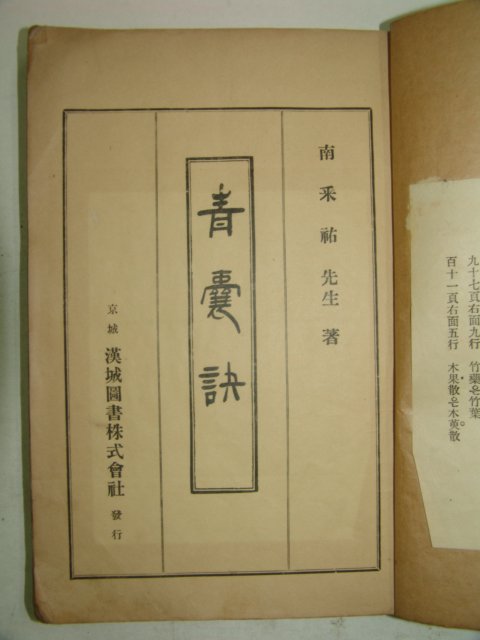 九十七頁右面九行 竹藥은竹葉
百十一頁右面五行 木果散은木萸散
南采祐先生著
青囊訣
京城 漢城圖書株式會社 發行